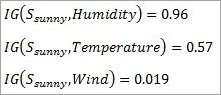 IG(S_sunny,Humidity) = 0.96
IG(S_sunny,Temperature) = 0.57
IG(S_sunny,Wind) = 0.019